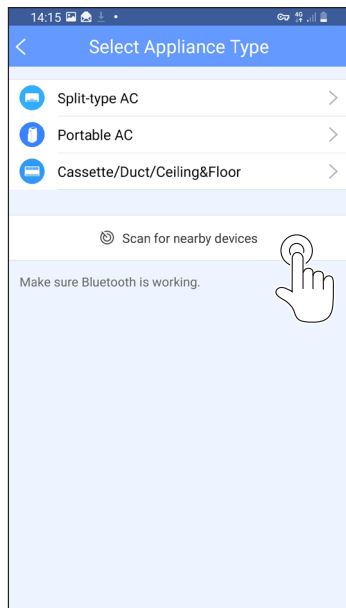 14:15
4G
Select Appliance Type
Split-type AC
Portable AC
Cassette/Duct/Ceiling&Floor
Scan for nearby devices
Make sure Bluetooth is working.